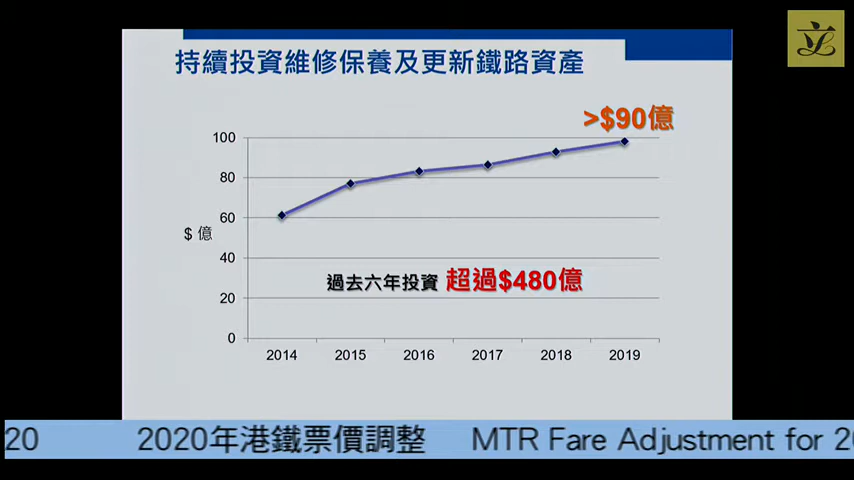 持續投資維修保養及更新鐵路資產
>$90億
100
80
60
$ 億
40
過去六年投資 超過$480億
20
0
2014 2015 2016 2017 2018 2019
20 2020年港鐵票價調整 MTR Fare Adjustment for 20